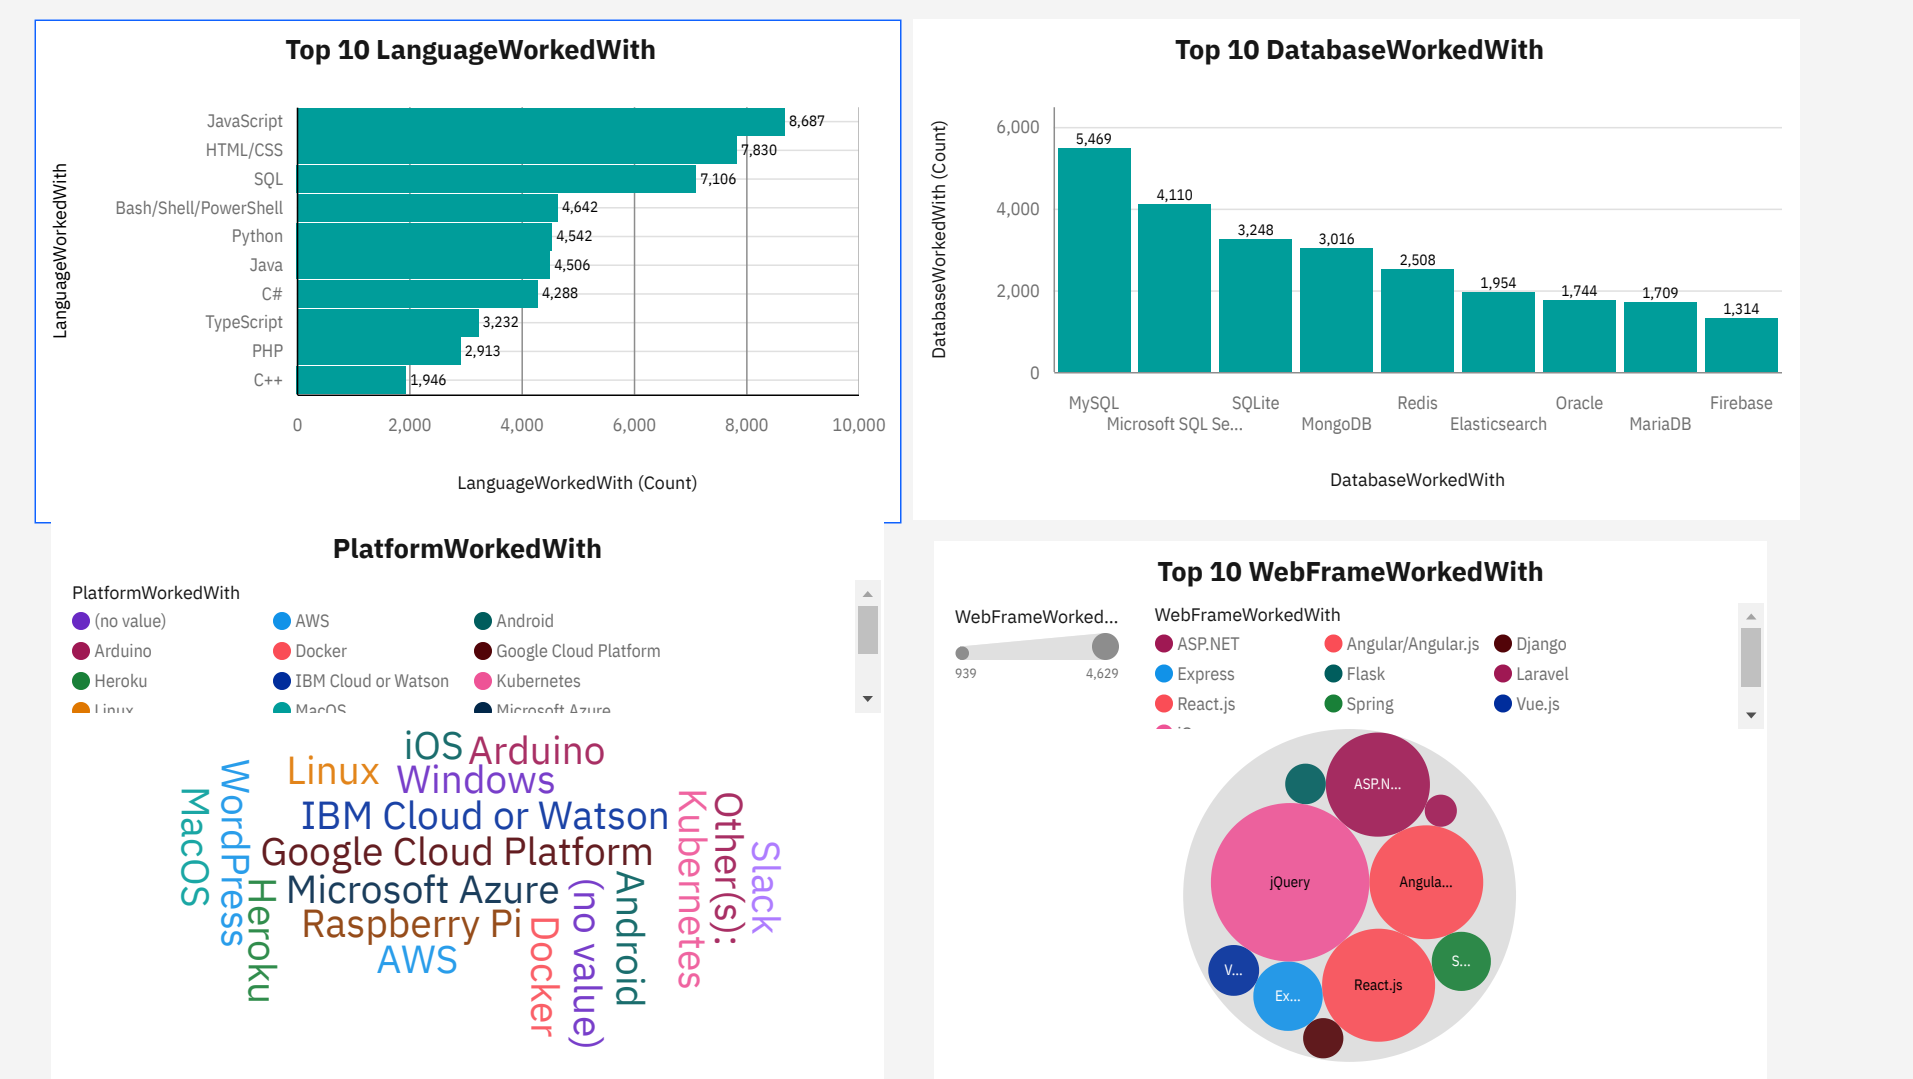 Top 10 LanguageWorkedWith
LanguageWorkedWith
JavaScript 8,687
HTML/CSS 7,830
SQL 7,106
Bash/Shell/PowerShell 4,642
Python 4,542
Java 4,506
C# 4,288
TypeScript 3,232
PHP 2,913
C++ 1,946
0 2,000 4,000 6,000 8,000 10,000
LanguageWorkedWith (Count)
Top 10 DatabaseWorkedWith
DatabaseWorkedWith (Count)
6,000
4,000
2,000
0
5,469
4,110
3,248
3,016
2,508
1,954
1,744
1,709
1,314
MySQL SQLite Redis Oracle Firebase
Microsoft SQL Se... MongoDB Elasticsearch MariaDB
DatabaseWorkedWith
PlatformWorkedWith
PlatformWorkedWith
(no value) AWS Android
Arduino Docker Google Cloud Platform
Heroku IBM Cloud or Watson Kubernetes
Linux MacOS Microsoft Azure
iOS
Arduino
Linux
Windows
IBM Cloud or Watson
Google Cloud Platform
Microsoft Azure
Raspberry Pi
AWS
MacOS
WordPress
Heroku
Docker
(no value)
Android
Kubernetes
Other(s):
Slack
Top 10 WebFrameWorkedWith
WebFrameWorked...
939 4,629
WebFrameWorkedWith
ASP.NET Angular/Angular.js Django
Express Flask Laravel
React.js Spring Vue.js
ASP.N...
jQuery
Angula...
S...
V...
Ex...
React.js